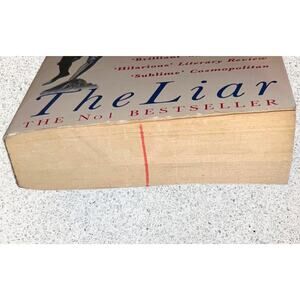 'Brilliant
'Hilarious' Literary Review
'Sublime' Cosmopolitan
The Liar
THE No1 BESTSELLER